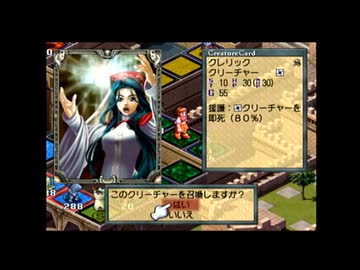 CreatureCard
クレリック
クリーチャー
10 30(30)
55
援護:クリーチャーを
即死(80%)
このクリーチャーを召喚しますか?
はい
いいえ
288
20